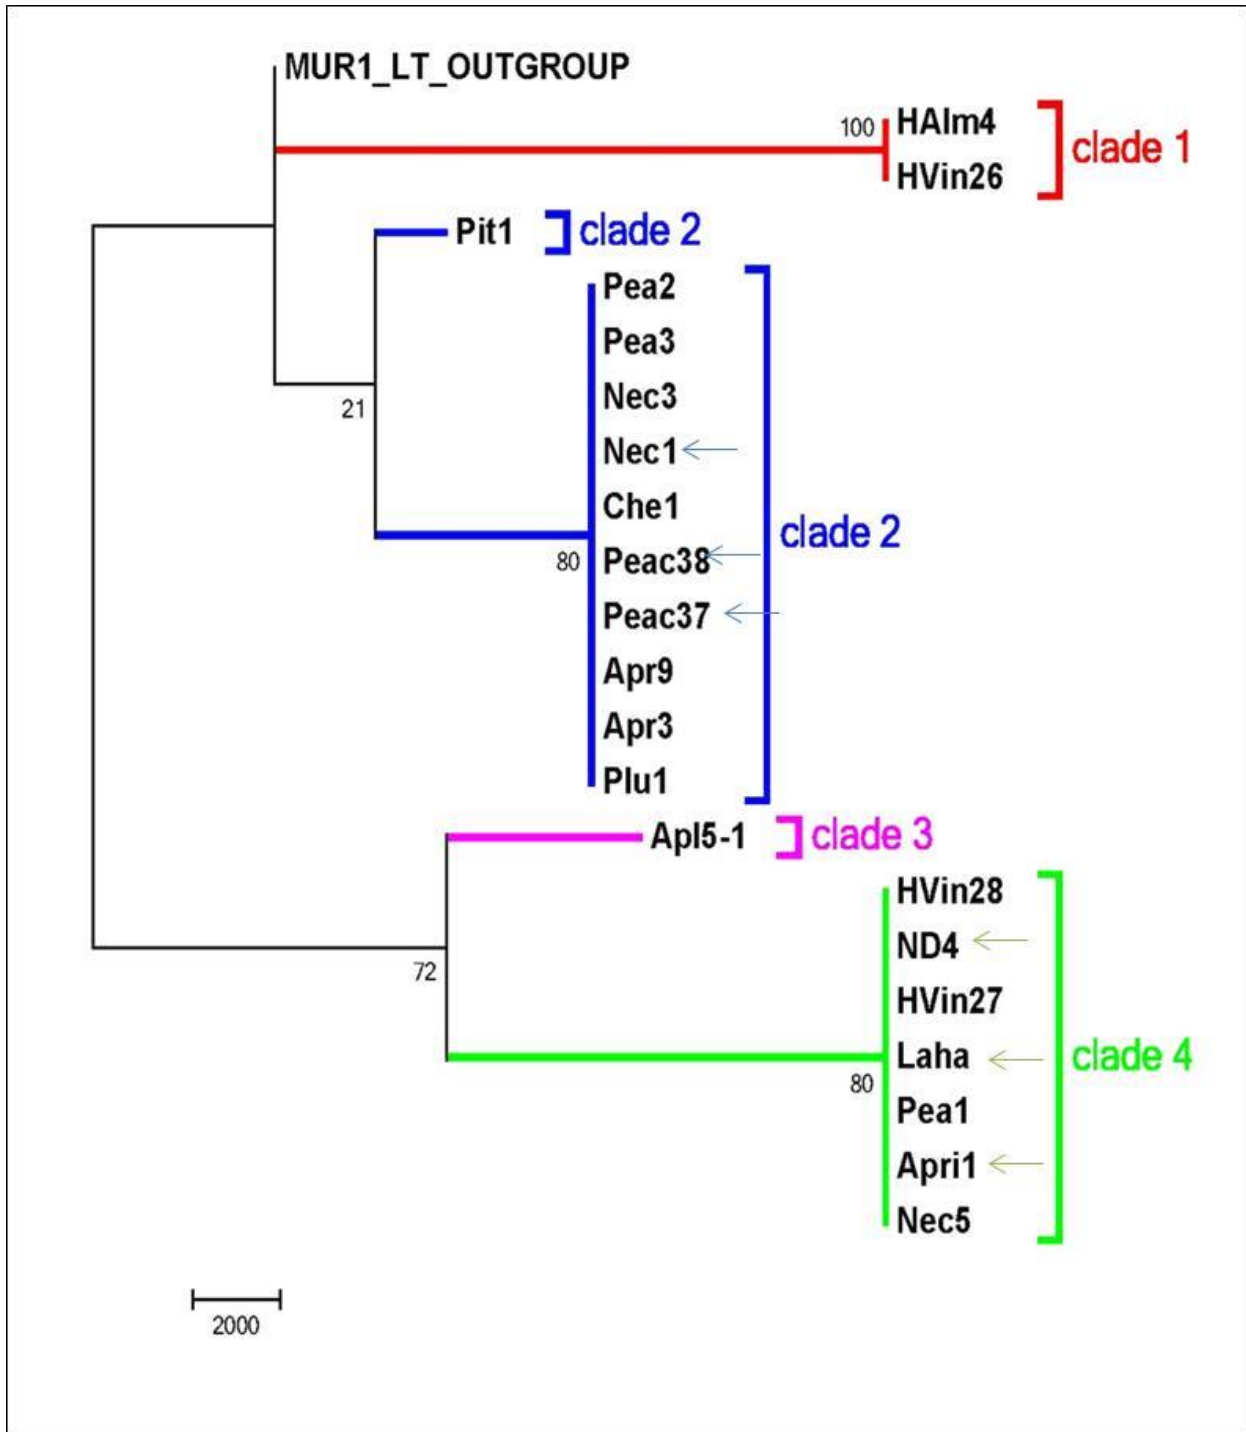 MUR1_LT_OUTGROUP
100
HAlm4
HVin26
clade 1
Pit1
clade 2
21
Pea2
Pea3
Nec3
Nec1
Che1
Peac38
Peac37
Apr9
Apr3
Plu1
80
clade 2
Apl5-1
clade 3
72
HVin28
ND4
HVin27
Laha
Pea1
Apri1
Nec5
80
clade 4
2000